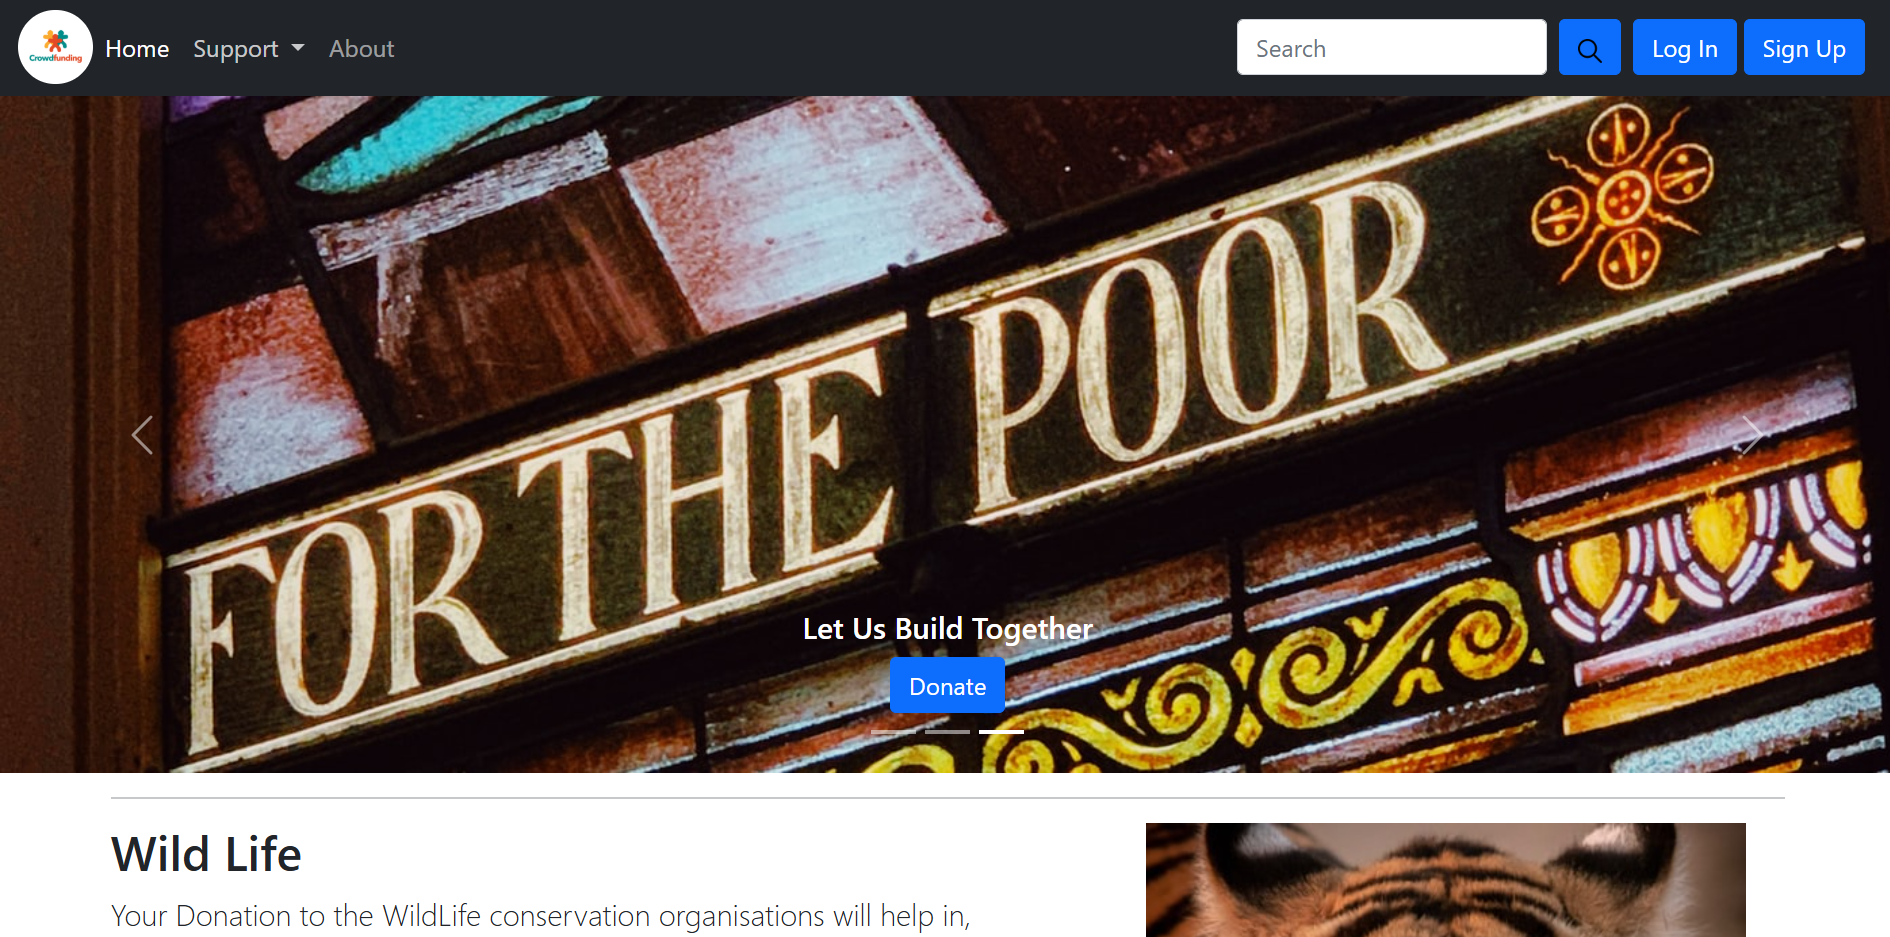 Crowdfunding
Home Support About Search Log In Sign Up
FOR THE POOR
Let Us Build Together
Donate
Wild Life
Your Donation to the WildLife conservation organisations will help in,